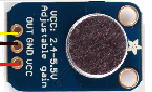 VCC: 2.4-5.5V
Adjustable Gain
OUT
GND
VCC